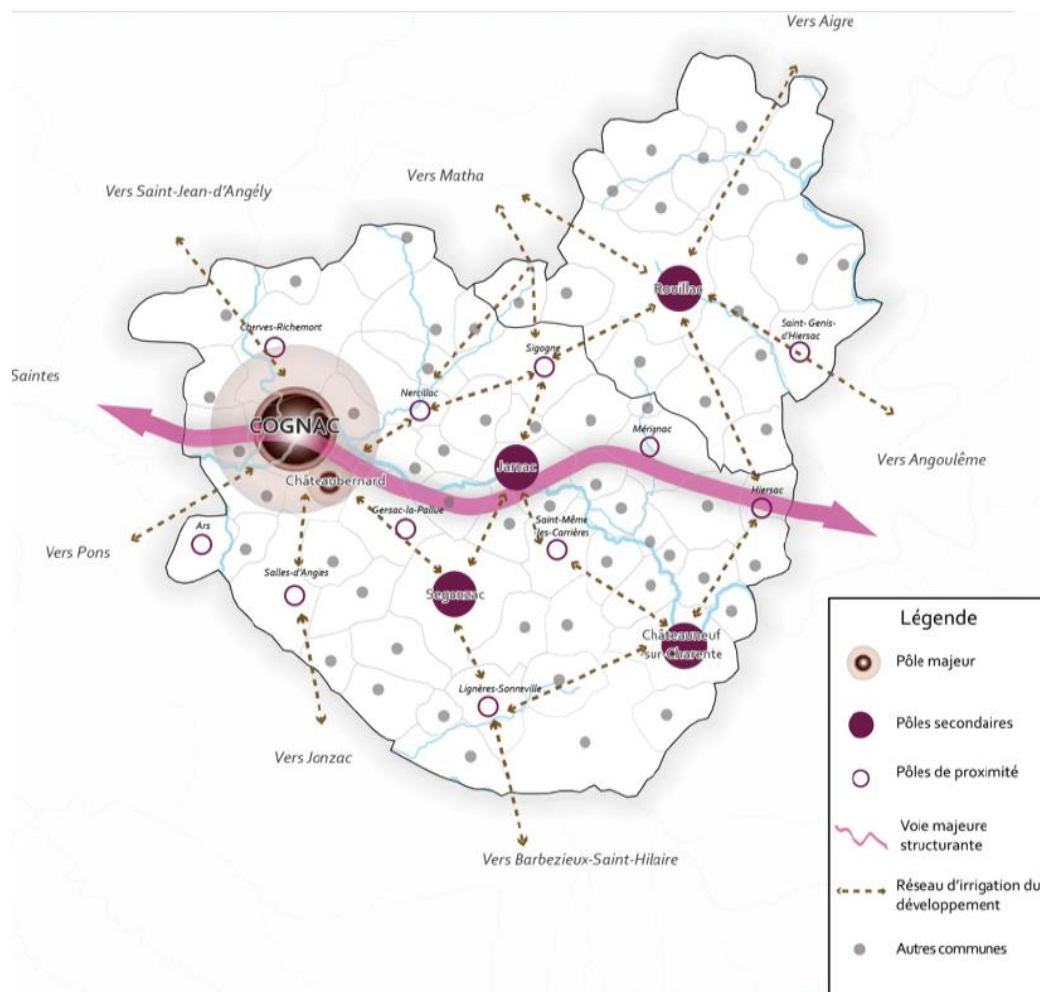 Vers Aigre
Vers Matha
Vers Saint-Jean-d'Angély
Rouillac
Saint-Genis-
d'Hiersac
Cherves-Richemont
Sigogne
Saintes
Nercillac
COGNAC
Mérignac
Vers Angoulême
Jarnac
Châteaubernard
Hiersac
Gensac-la-Pallue
Saint-Même
les-Carrières
Ars
Vers Pons
Salles-d'Angles
Segonzac
Châteauneuf
sur-Charente
Lignères-Sonneville
Vers Jonzac
Vers Barbezieux-Saint-Hilaire
Légende
Pôle majeur
Pôles secondaires
Pôles de proximité
Voie majeure
structurante
Réseau d'irrigation du
développement
Autres communes